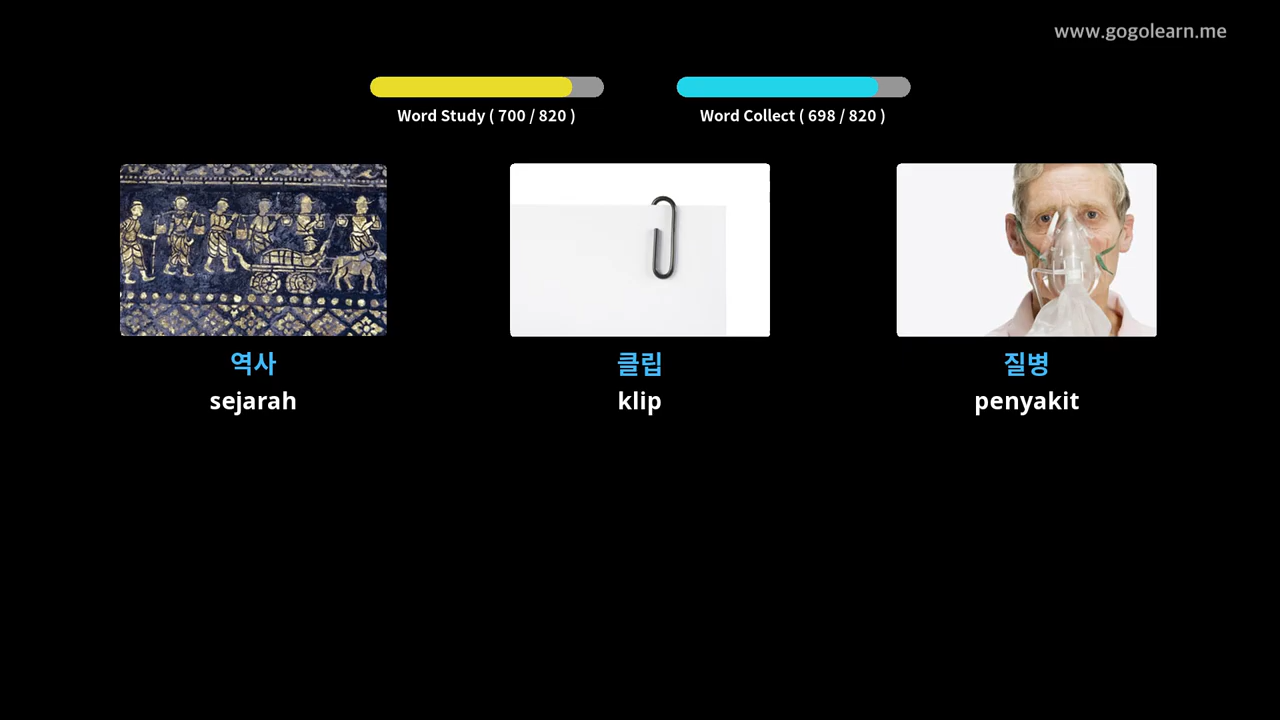 www.gogolearn.me
Word Study ( 700 / 820 )
Word Collect ( 698 / 820 )
역사
sejarah
클립
klip
질병
penyakit